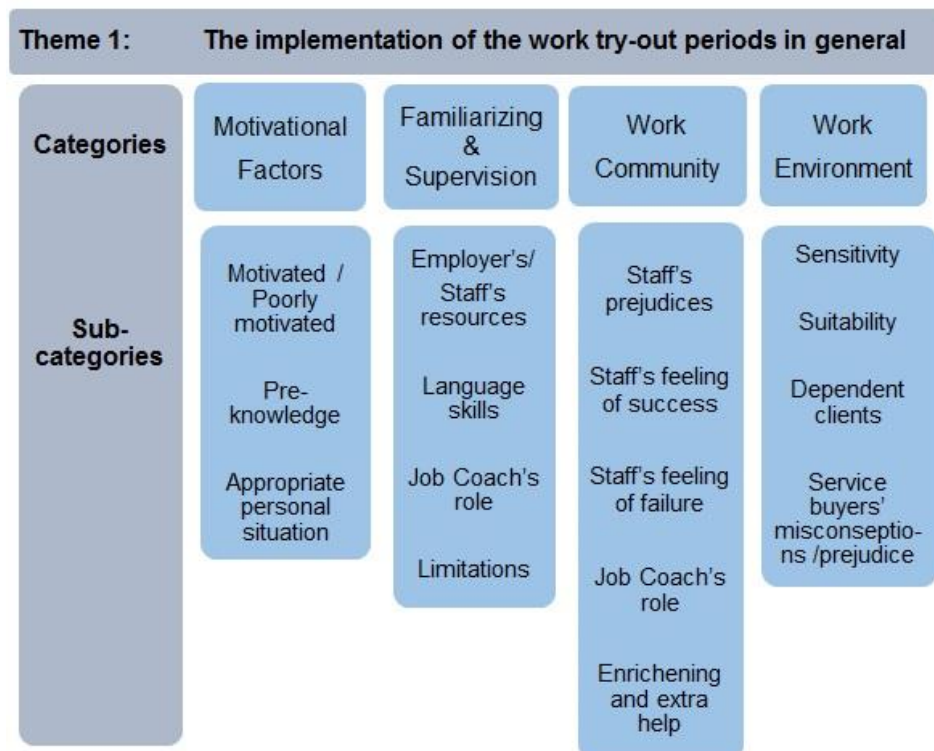 Theme 1: The implementation of the work try-out periods in general
Categories
Motivational
Factors
Familiarizing
&
Supervision
Work
Community
Work
Environment
Sub-
categories
Motivated /
Poorly
motivated
Pre-
knowledge
Appropriate
personal
situation
Employer's/
Staff's
resources
Language
skills
Job Coach's
role
Limitations
Staff's
prejudices
Staff's feeling
of success
Staff's feeling
of failure
Job Coach's
role
Enrichening
and extra
help
Sensitivity
Suitability
Dependent
clients
Service
buyers'
misconseptio-
ns /prejudice